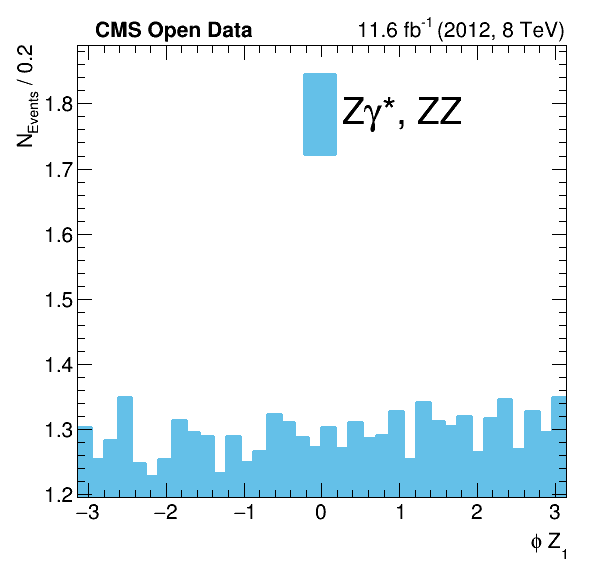 CMS Open Data 11.6 fb⁻¹ (2012, 8 TeV)
N_Events / 0.2
Zγ*, ZZ
1.8
1.7
1.6
1.5
1.4
1.3
1.2
−3 −2 −1 0 1 2 3
ϕ Z₁